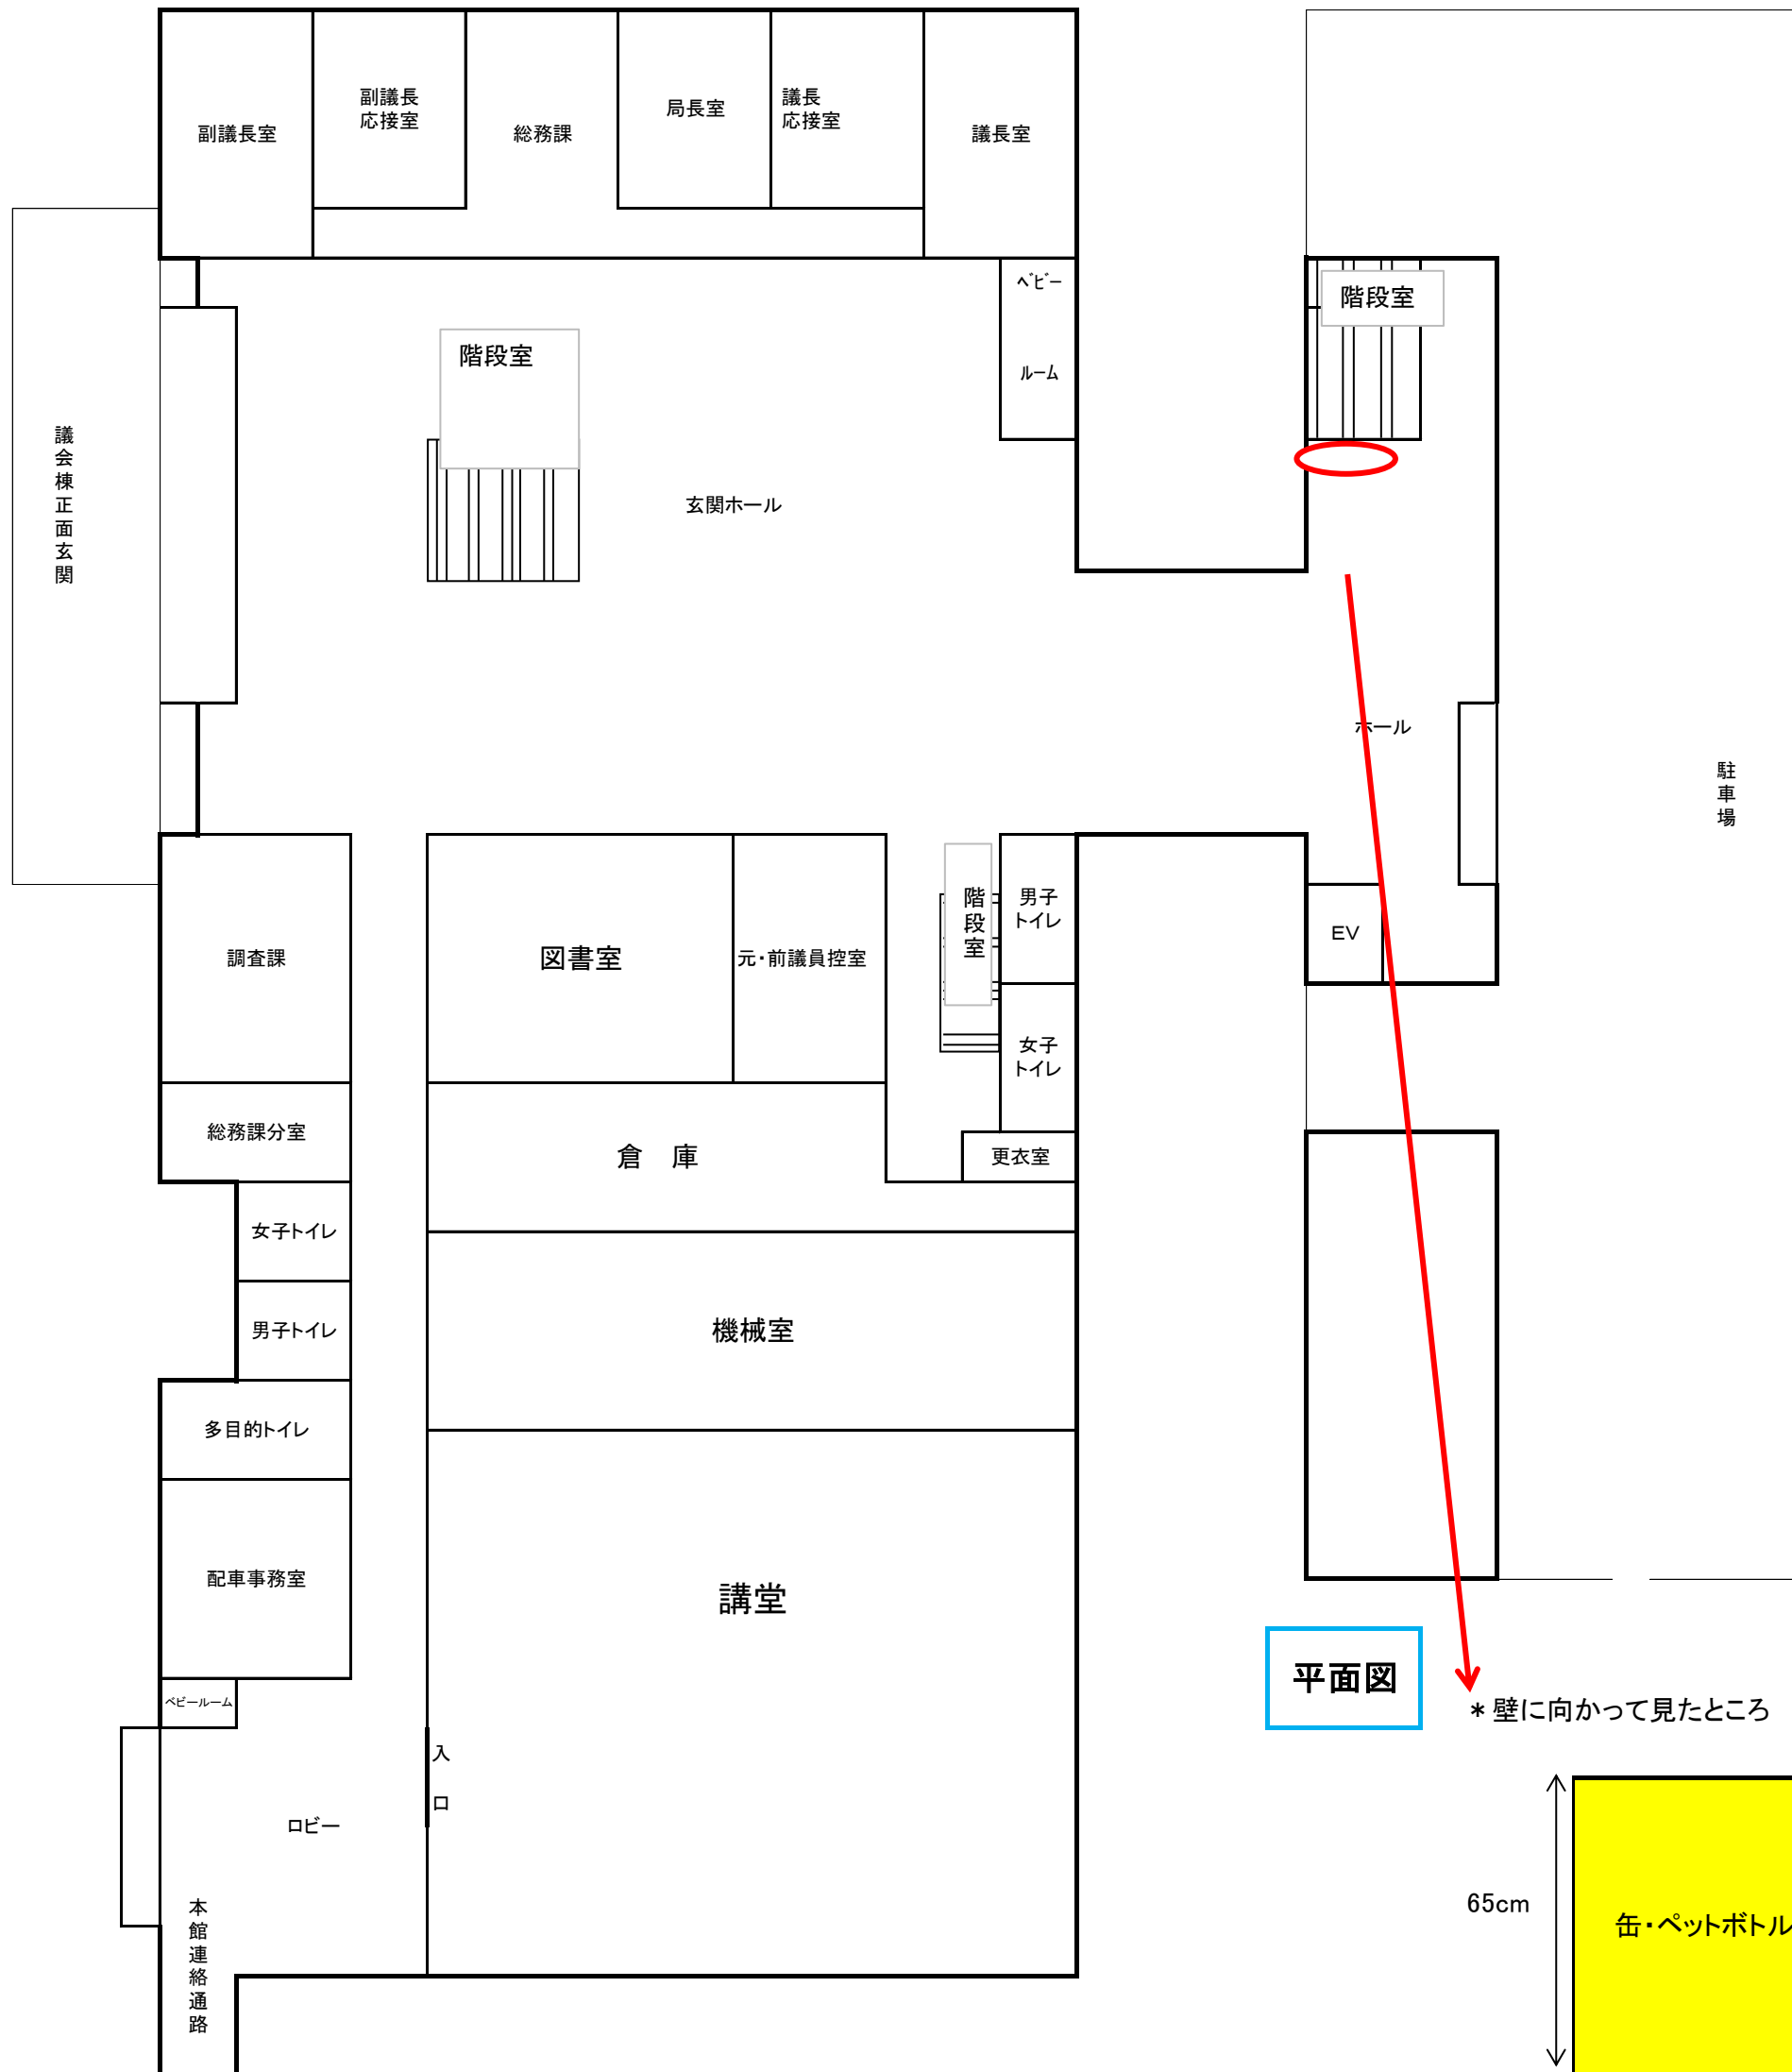 副議長室
副議長
応接室
総務課
局長室
議長
応接室
議長室
ベビー
ルーム
階段室
階段室
議会棟正面玄関
玄関ホール
ホール
駐車場
調査課
図書室
元・前議員控室
階段室
男子
トイレ
EV
女子
トイレ
総務課分室
倉　庫
更衣室
女子トイレ
男子トイレ
機械室
多目的トイレ
配車事務室
講堂
平面図
ベビールーム
＊壁に向かって見たところ
入
口
ロビー
本館連絡通路
65cm
缶・ペットボトル